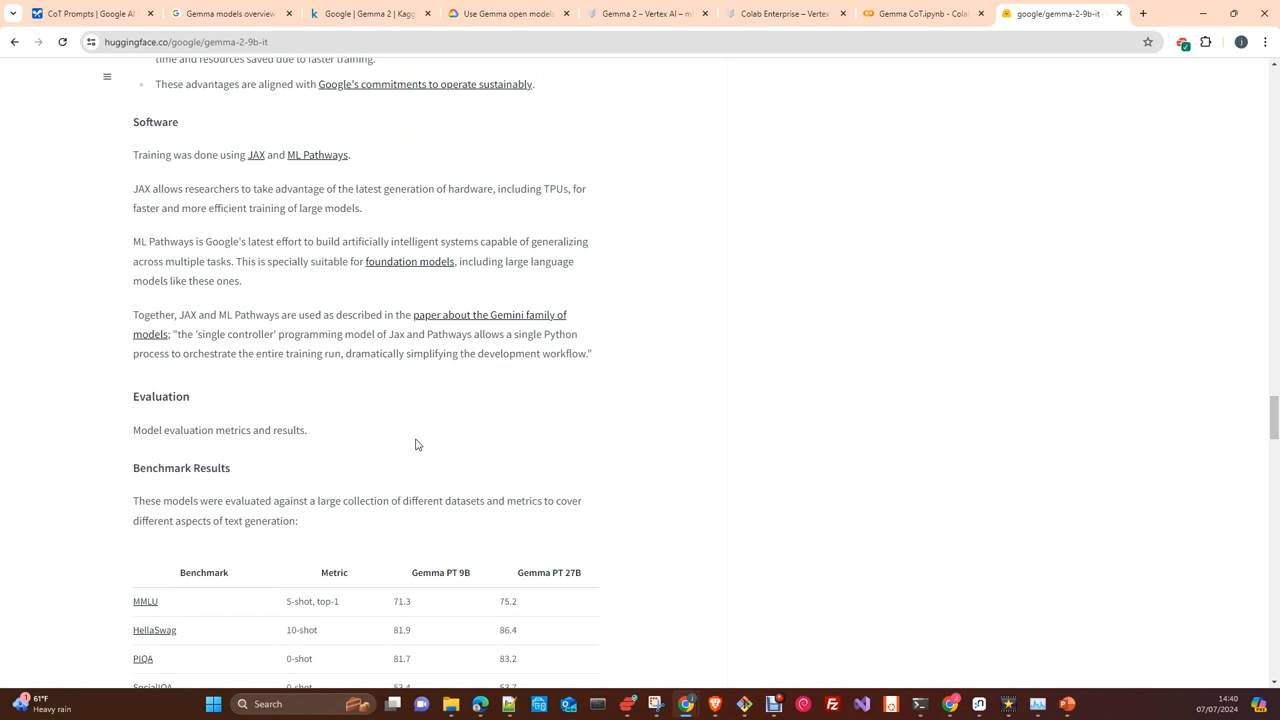 CoT Prompts | Google D
Gemma models overview
Google | Gemma 2 | Kagg
Use Gemma open models
Gemma 2 – Vertex AI – m
Colab Enterprise – Vertex
Gemma CoT.ipynb - Colab
google/gemma-2-9b-it ·
huggingface.co/google/gemma-2-9b-it
time and resources saved due to faster training.
These advantages are aligned with Google's commitments to operate sustainably.
Software
Training was done using JAX and ML Pathways.
JAX allows researchers to take advantage of the latest generation of hardware, including TPUs, for
faster and more efficient training of large models.
ML Pathways is Google's latest effort to build artificially intelligent systems capable of generalizing
across multiple tasks. This is specially suitable for foundation models, including large language
models like these ones.
Together, JAX and ML Pathways are used as described in the paper about the Gemini family of
models; "the 'single controller' programming model of Jax and Pathways allows a single Python
process to orchestrate the entire training run, dramatically simplifying the development workflow."
Evaluation
Model evaluation metrics and results.
Benchmark Results
These models were evaluated against a large collection of different datasets and metrics to cover
different aspects of text generation:
Benchmark Metric Gemma PT 9B Gemma PT 27B
MMLU 5-shot, top-1 71.3 75.2
HellaSwag 10-shot 81.9 86.4
PIQA 0-shot 81.7 83.2
SocialIQA 0-shot 53.4 53.7
61°F
Heavy rain
Search
14:40
07/07/2024